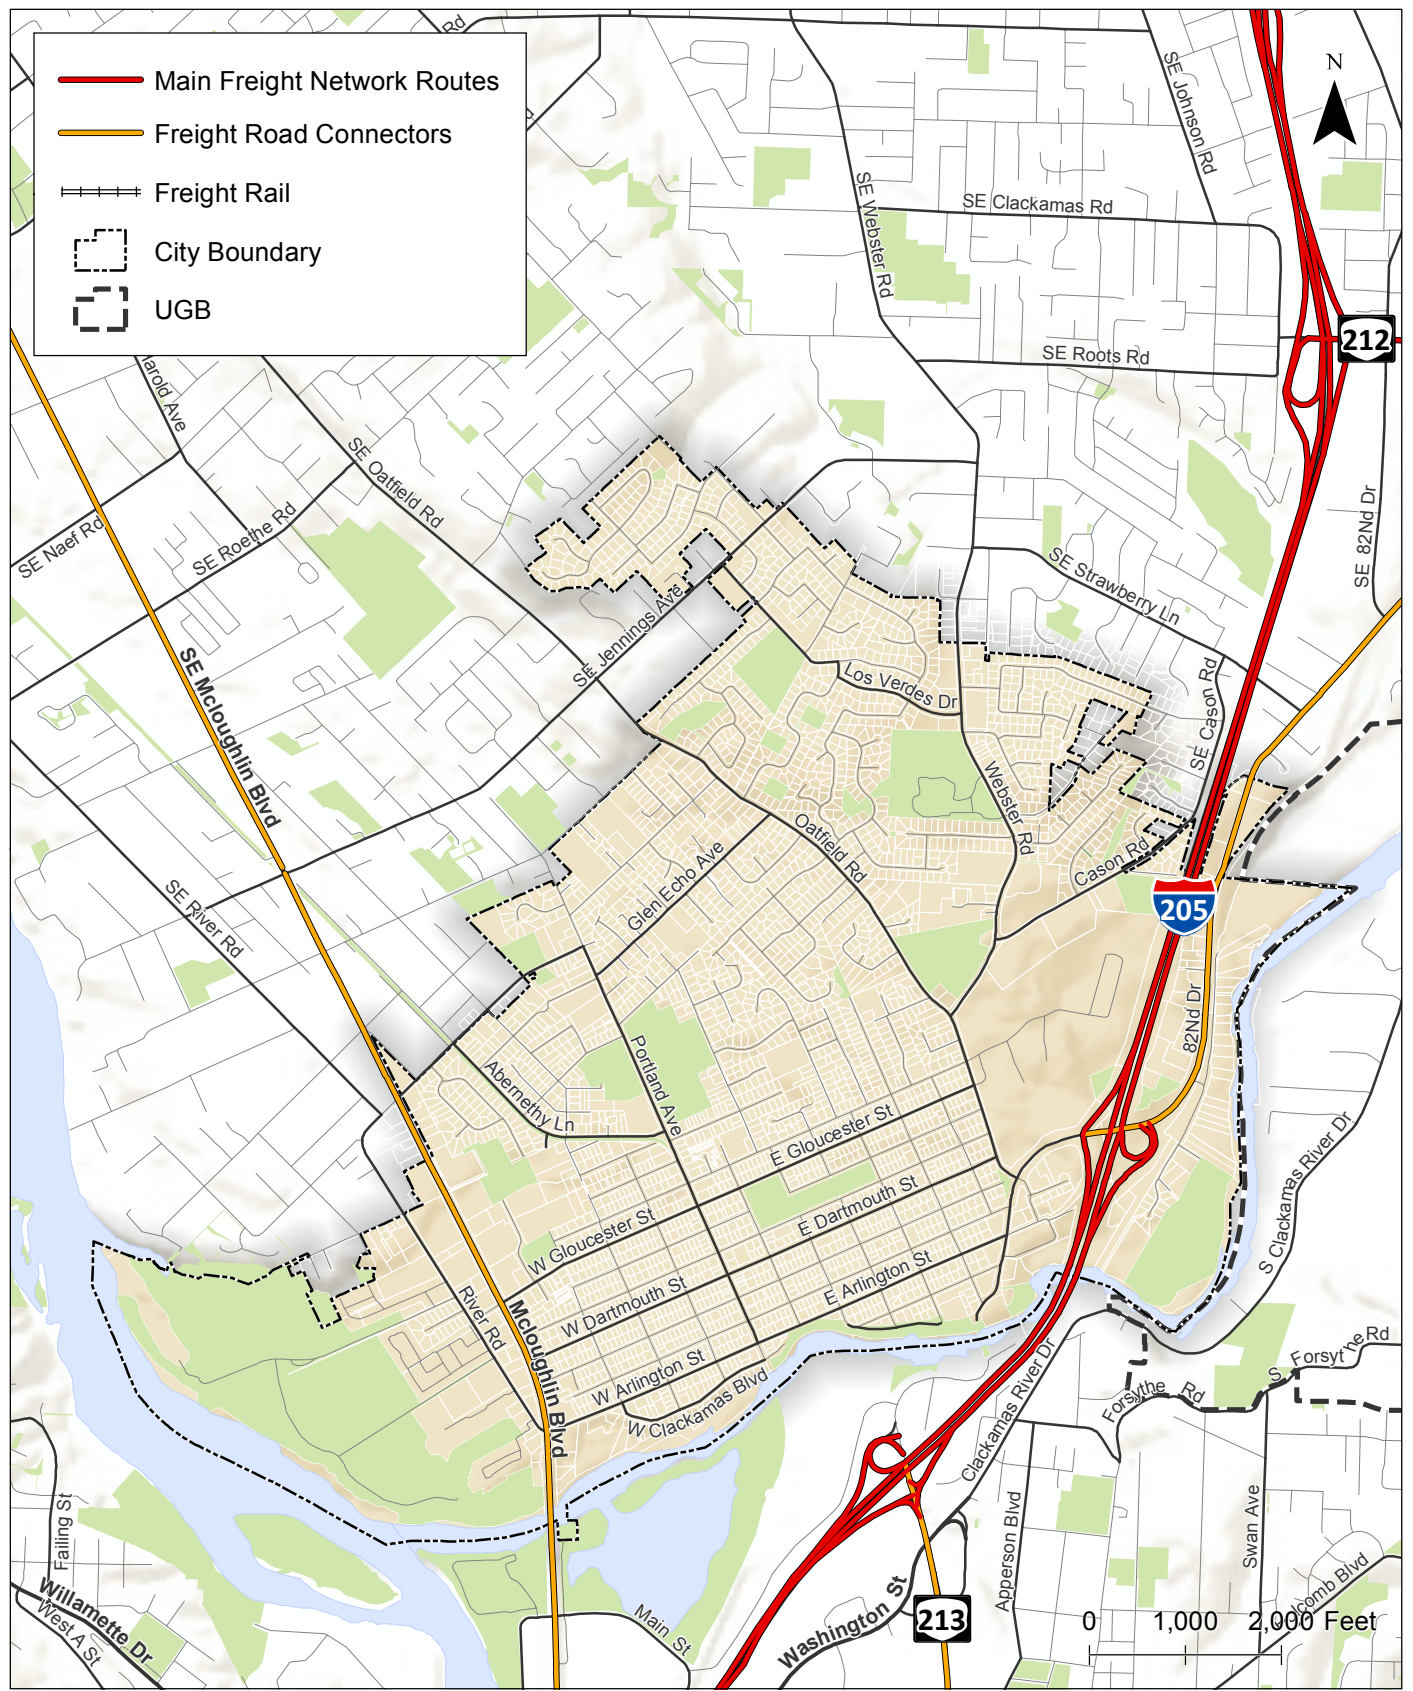 Rd
N
Main Freight Network Routes
Freight Road Connectors
Freight Rail
City Boundary
UGB
SE Johnson Rd
SE Clackamas Rd
SE Webster Rd
212
SE Roots Rd
arold Ave
SE Oatfield Rd
SE Naef Rd
SE Roethe Rd
SE 82Nd Dr
SE Strawberry Ln
SE Jennings Ave
SE Mcloughlin Blvd
Los Verdes Dr
SE Cason Rd
Webster Rd
Oatfield Rd
Glen Echo Ave
Cason Rd
SE River Rd
205
82Nd Dr
Portland Ave
Abernethy Ln
E Gloucester St
S Clackamas River Dr
E Dartmouth St
W Gloucester St
E Arlington St
W Dartmouth St
River Rd
Mcloughlin Blvd
W Arlington St
W Clackamas Blvd
S Forsythe Rd
Forsythe Rd
Clackamas River Dr
Failing St
Apperson Blvd
Swan Ave
lcomb Blvd
Willamette Dr
West A St
Main St
Washington St
213
0 1,000 2,000 Feet